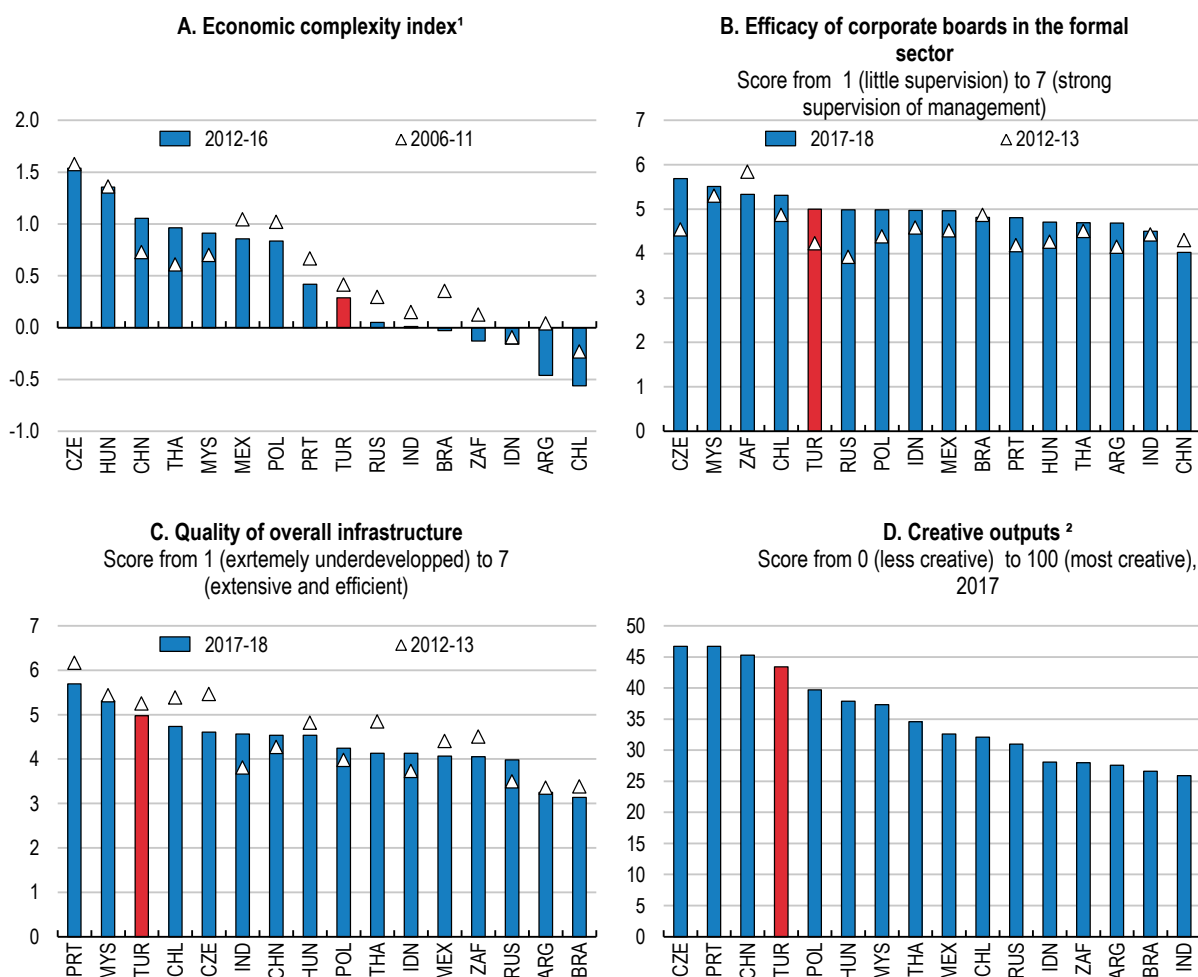 A. Economic complexity index¹
2012-16
2006-11
2.0
1.5
1.0
0.5
0.0
-0.5
-1.0
CZE
HUN
CHN
THA
MYS
MEX
POL
PRT
TUR
RUS
IND
BRA
ZAF
IDN
ARG
CHL
B. Efficacy of corporate boards in the formal
sector
Score from 1 (little supervision) to 7 (strong
supervision of management)
2017-18
2012-13
7
6
5
4
3
2
1
0
CZE
MYS
ZAF
CHL
TUR
RUS
POL
IDN
MEX
BRA
PRT
HUN
THA
ARG
IND
CHN
C. Quality of overall infrastructure
Score from 1 (exrtemely underdevelopped) to 7
(extensive and efficient)
2017-18
2012-13
7
6
5
4
3
2
1
0
PRT
MYS
TUR
CHL
CZE
IND
CHN
HUN
POL
THA
IDN
MEX
ZAF
RUS
ARG
BRA
D. Creative outputs ²
Score from 0 (less creative) to 100 (most creative),
2017
50
45
40
35
30
25
20
15
10
5
0
CZE
PRT
CHN
TUR
POL
HUN
MYS
THA
MEX
CHL
RUS
IDN
ZAF
ARG
BRA
IND